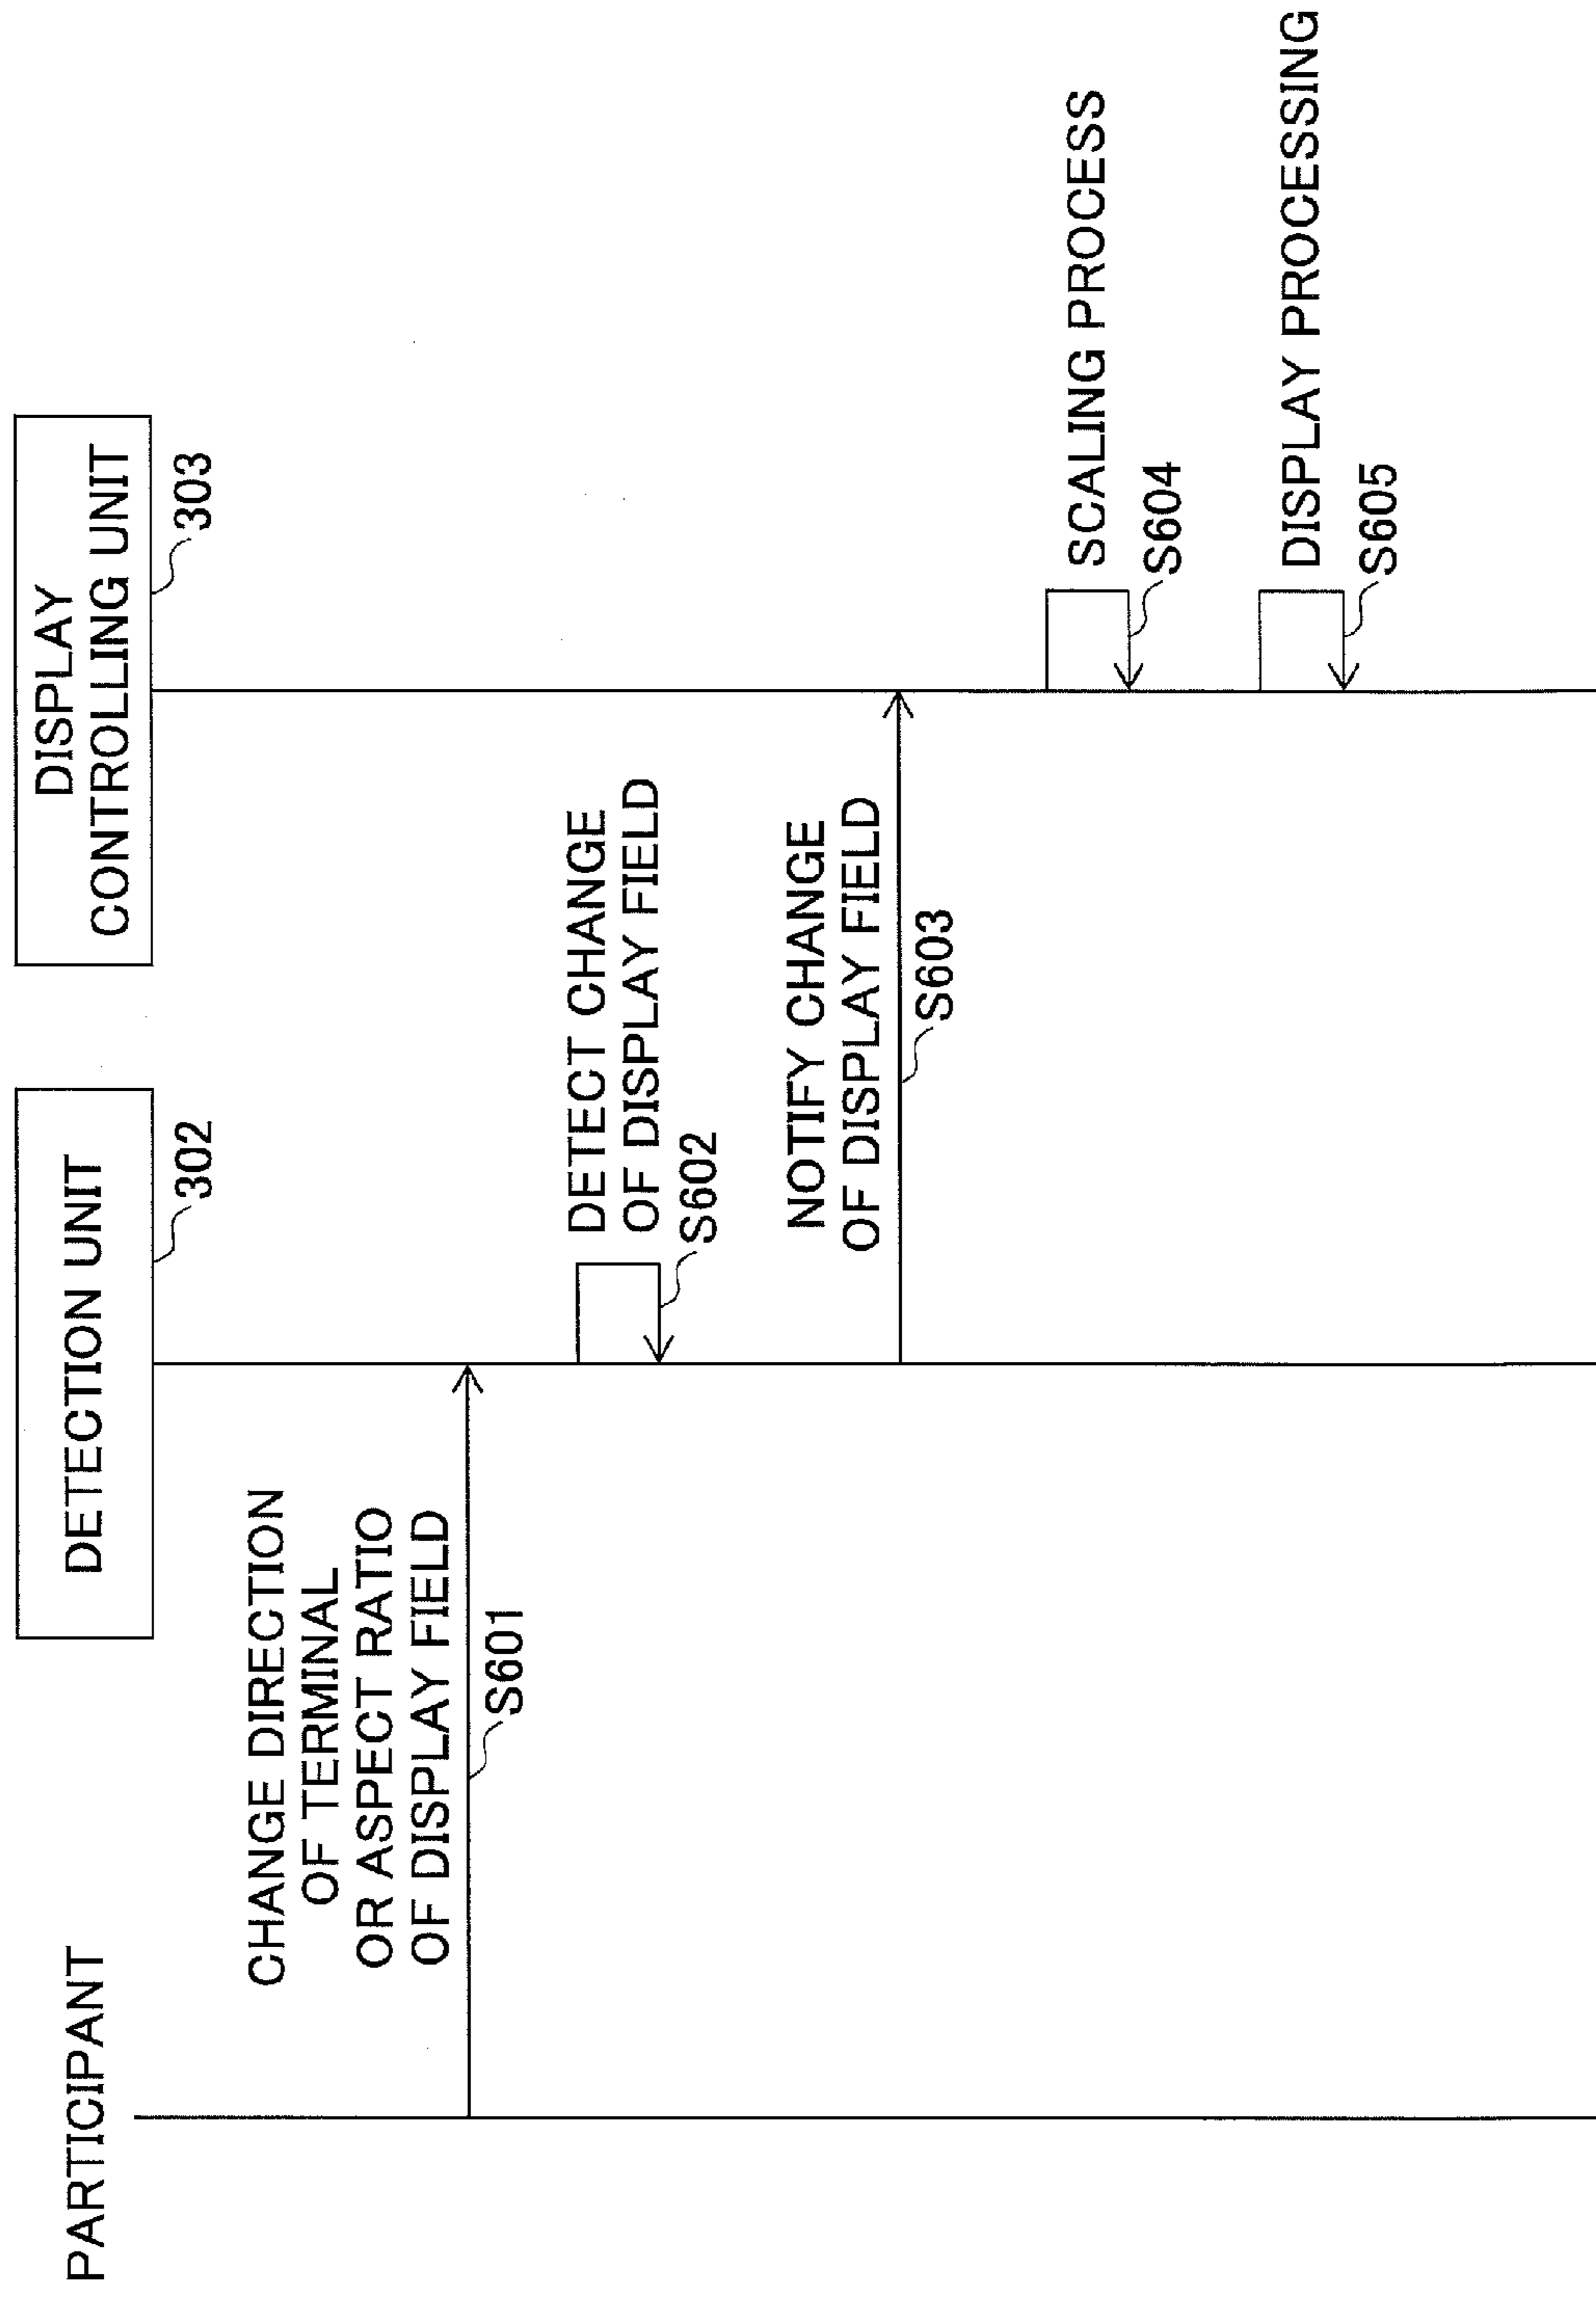 PARTICIPANT
DETECTION UNIT
302
DISPLAY
CONTROLLING UNIT
303
CHANGE DIRECTION
OF TERMINAL
OR ASPECT RATIO
OF DISPLAY FIELD
S601
DETECT CHANGE
OF DISPLAY FIELD
S602
NOTIFY CHANGE
OF DISPLAY FIELD
S603
SCALING PROCESS
S604
DISPLAY PROCESSING
S605